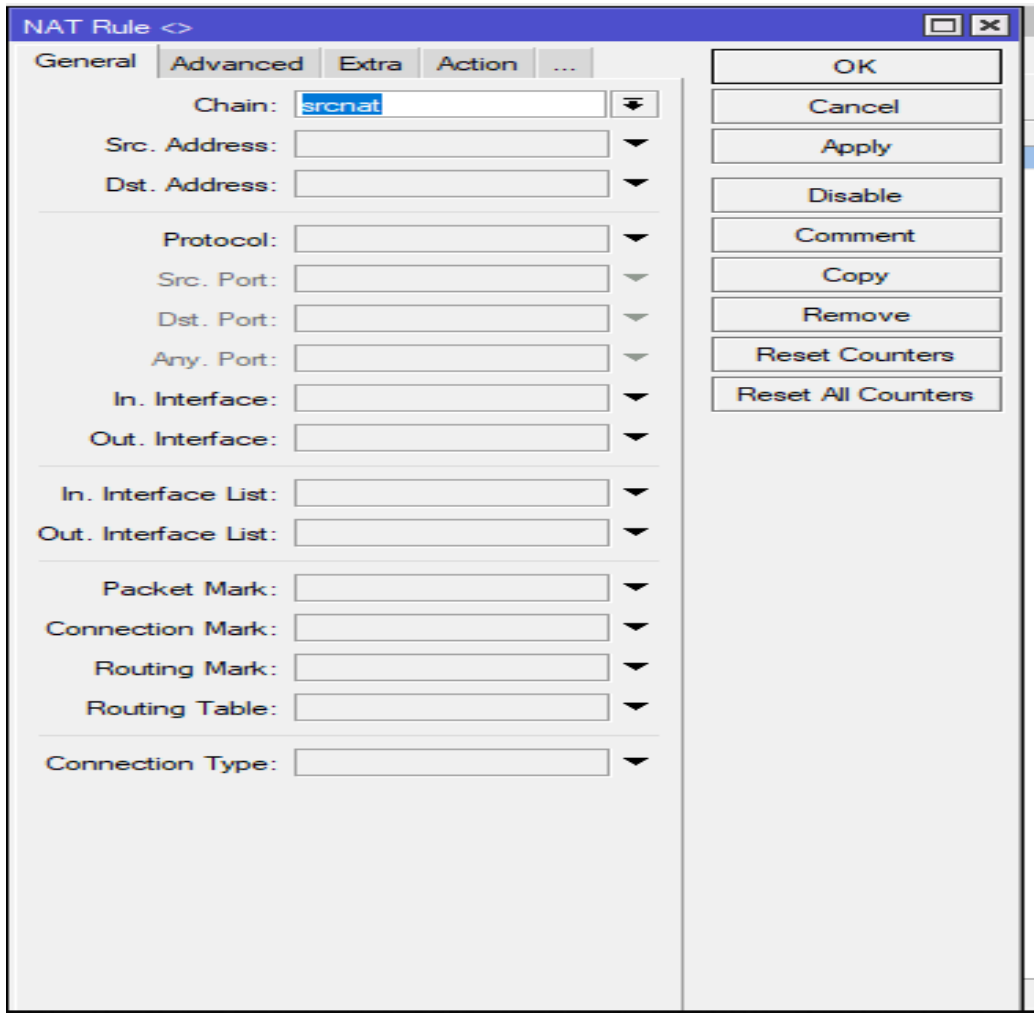 NAT Rule <>
General Advanced Extra Action ...
Chain: srcnat
Src. Address:
Dst. Address:
Protocol:
Src. Port:
Dst. Port:
Any. Port:
In. Interface:
Out. Interface:
In. Interface List:
Out. Interface List:
Packet Mark:
Connection Mark:
Routing Mark:
Routing Table:
Connection Type:
OK
Cancel
Apply
Disable
Comment
Copy
Remove
Reset Counters
Reset All Counters